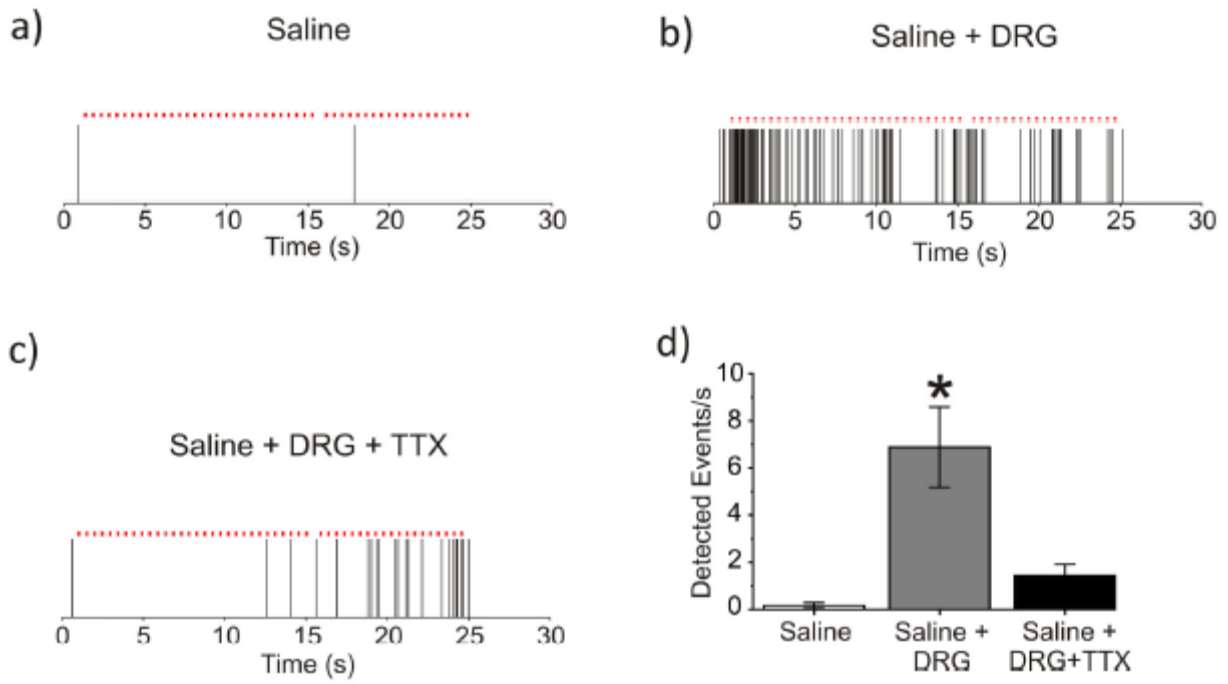 a)
Saline
0 5 10 15 20 25 30
Time (s)
b)
Saline + DRG
0 5 10 15 20 25 30
Time (s)
c)
Saline + DRG + TTX
0 5 10 15 20 25 30
Time (s)
d)
10
8
6
4
2
0
Detected Events/s
*
Saline
Saline +
DRG
Saline +
DRG+TTX